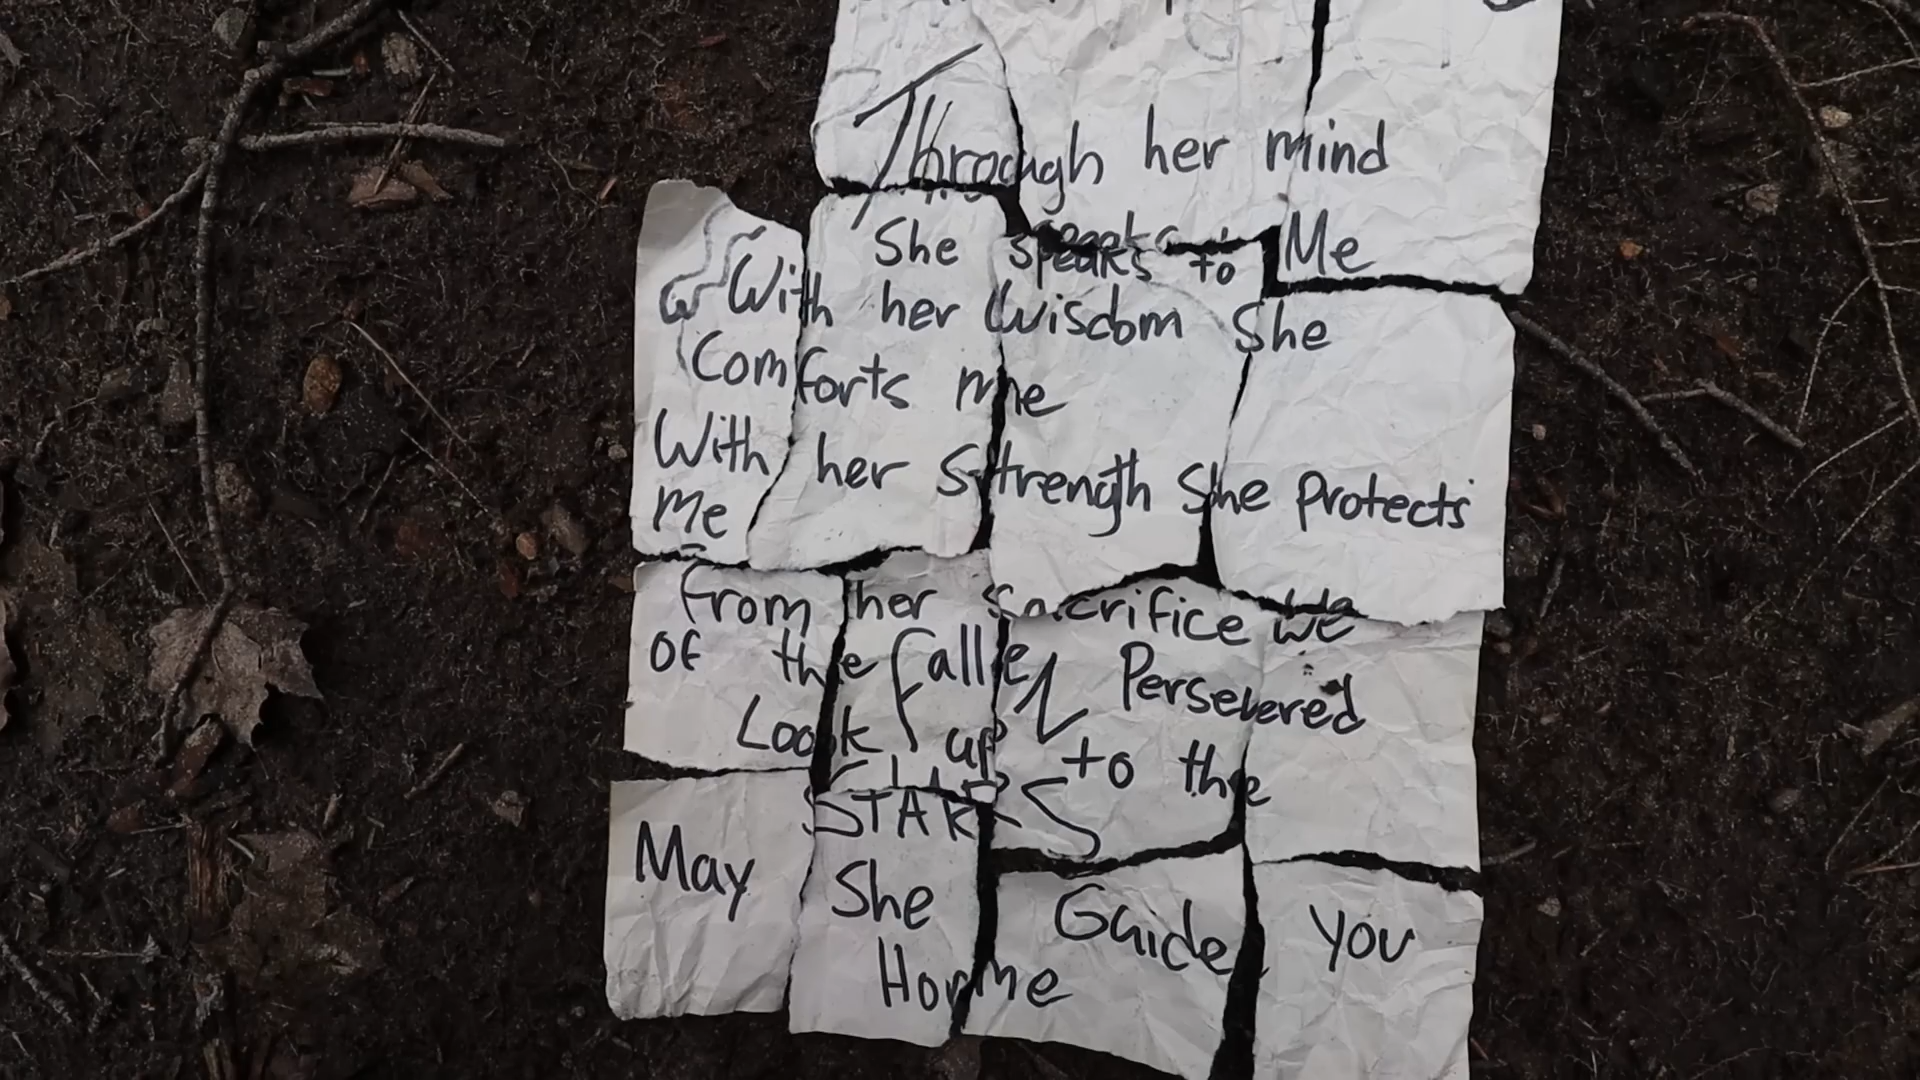 Through her mind
She speaks to Me
With her Wisdom She
Comforts me
With her Strength She Protects
Me
From her sacrifice we
Of the fallen Persevered
Look up to the
STARS
May She Guide You
Home